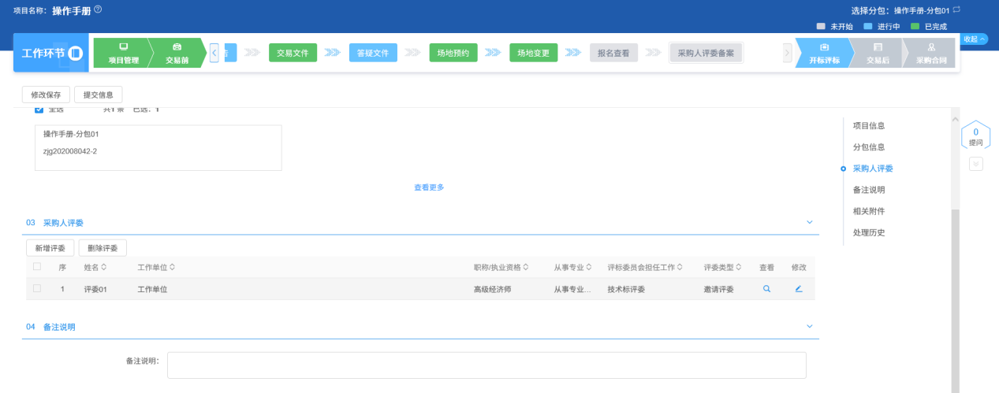 项目名称: 操作手册
选择分包: 操作手册-分包01
未开始 进行中 已完成
收起
工作环节
项目管理 交易前 交易文件 答疑文件 场地预约 场地变更 报名查看 采购人评委备案 开标评标 交易后 采购合同
修改保存 提交信息
全选 共1条 已选: 1
操作手册-分包01
zjg202008042-2
查看更多
03 采购人评委
新增评委 删除评委
序 姓名 工作单位 职称/执业资格 从事专业 评标委员会担任工作 评委类型 查看 修改
1 评委01 工作单位 高级经济师 从事专业... 技术标评委 邀请评委
04 备注说明
备注说明:
项目信息
分包信息
采购人评委
备注说明
相关附件
处理历史
0
提问